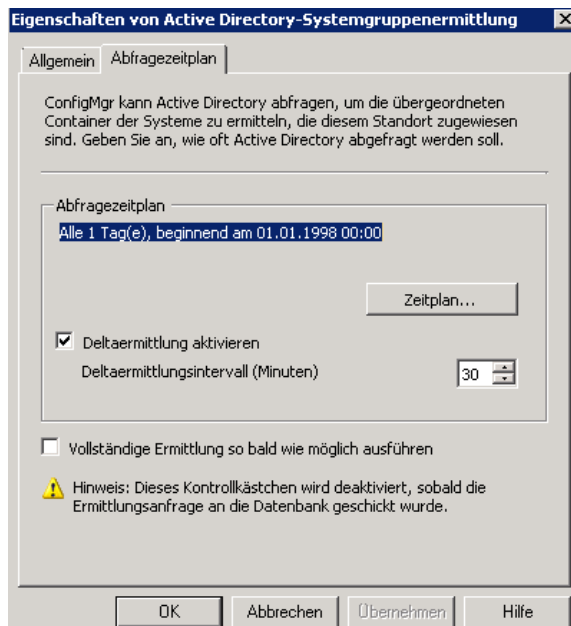 Eigenschaften von Active Directory-Systemgruppenermittlung
Allgemein
Abfragezeitplan
ConfigMgr kann Active Directory abfragen, um die übergeordneten
Container der Systeme zu ermitteln, die diesem Standort zugewiesen
sind. Geben Sie an, wie oft Active Directory abgefragt werden soll.
Abfragezeitplan
Alle 1 Tag(e), beginnend am 01.01.1998 00:00
Zeitplan...
Deltaermittlung aktivieren
Deltaermittlungsintervall (Minuten)
30
Vollständige Ermittlung so bald wie möglich ausführen
Hinweis: Dieses Kontrollkästchen wird deaktiviert, sobald die
Ermittlungsanfrage an die Datenbank geschickt wurde.
OK
Abbrechen
Übernehmen
Hilfe